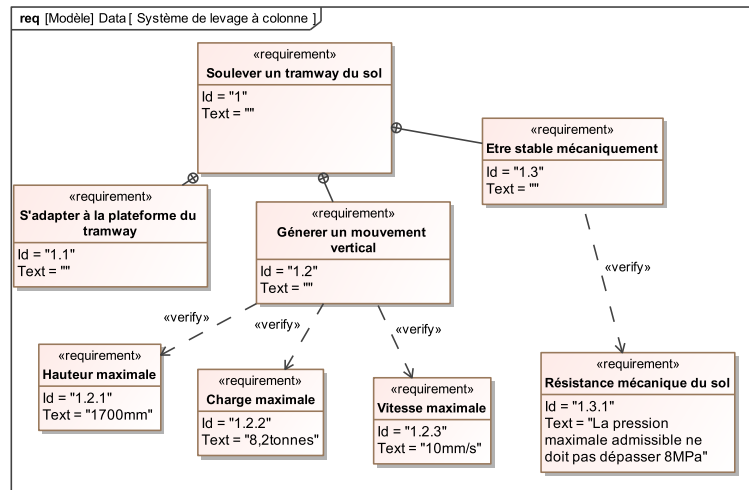 req [Modèle] Data [ Système de levage à colonne ]
«requirement»
Soulever un tramway du sol
Id = "1"
Text = ""
«requirement»
Etre stable mécaniquement
Id = "1.3"
Text = ""
«requirement»
S'adapter à la plateforme du
tramway
Id = "1.1"
Text = ""
«requirement»
Génerer un mouvement
vertical
Id = "1.2"
Text = ""
«verify»
«verify»
«verify»
«verify»
«requirement»
Hauteur maximale
Id = "1.2.1"
Text = "1700mm"
«requirement»
Charge maximale
Id = "1.2.2"
Text = "8,2tonnes"
«requirement»
Vitesse maximale
Id = "1.2.3"
Text = "10mm/s"
«requirement»
Résistance mécanique du sol
Id = "1.3.1"
Text = "La pression
maximale admissible ne
doit pas dépasser 8MPa"